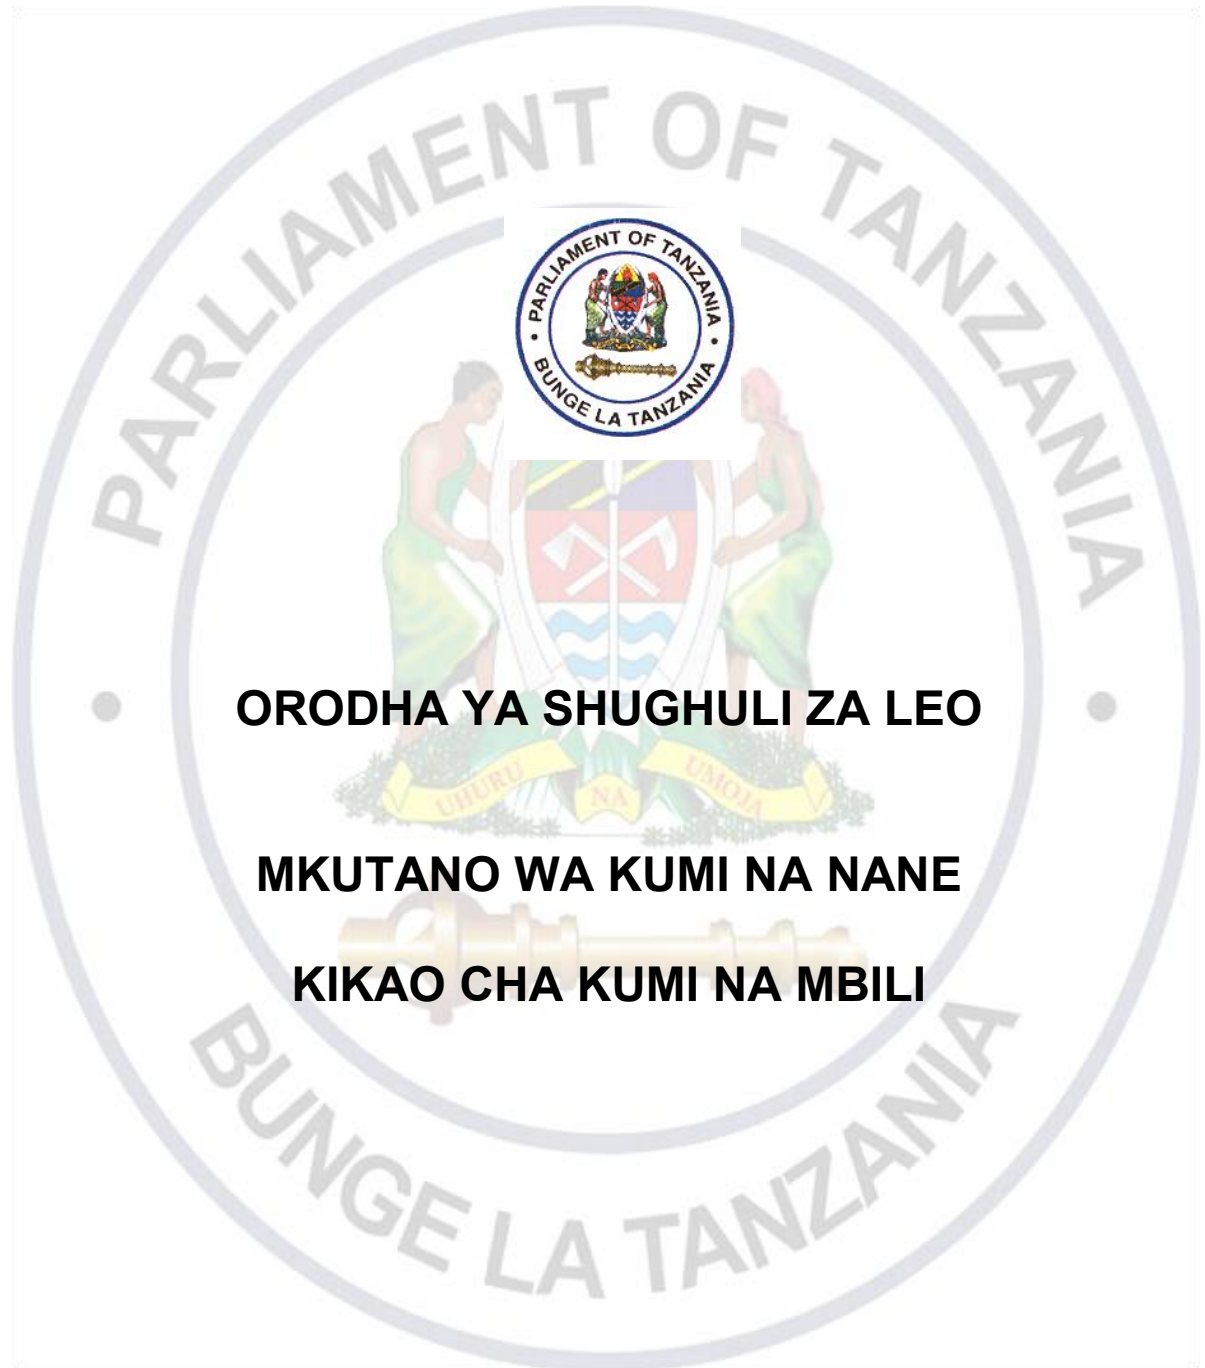 PARLIAMENT OF TANZANIA
PARLIAMENT OF TANZANIA
BUNGE LA TANZANIA
ORODHA YA SHUGHULI ZA LEO
UHURU NA UMOJA
MKUTANO WA KUMI NA NANE
KIKAO CHA KUMI NA MBILI
BUNGE LA TANZANIA